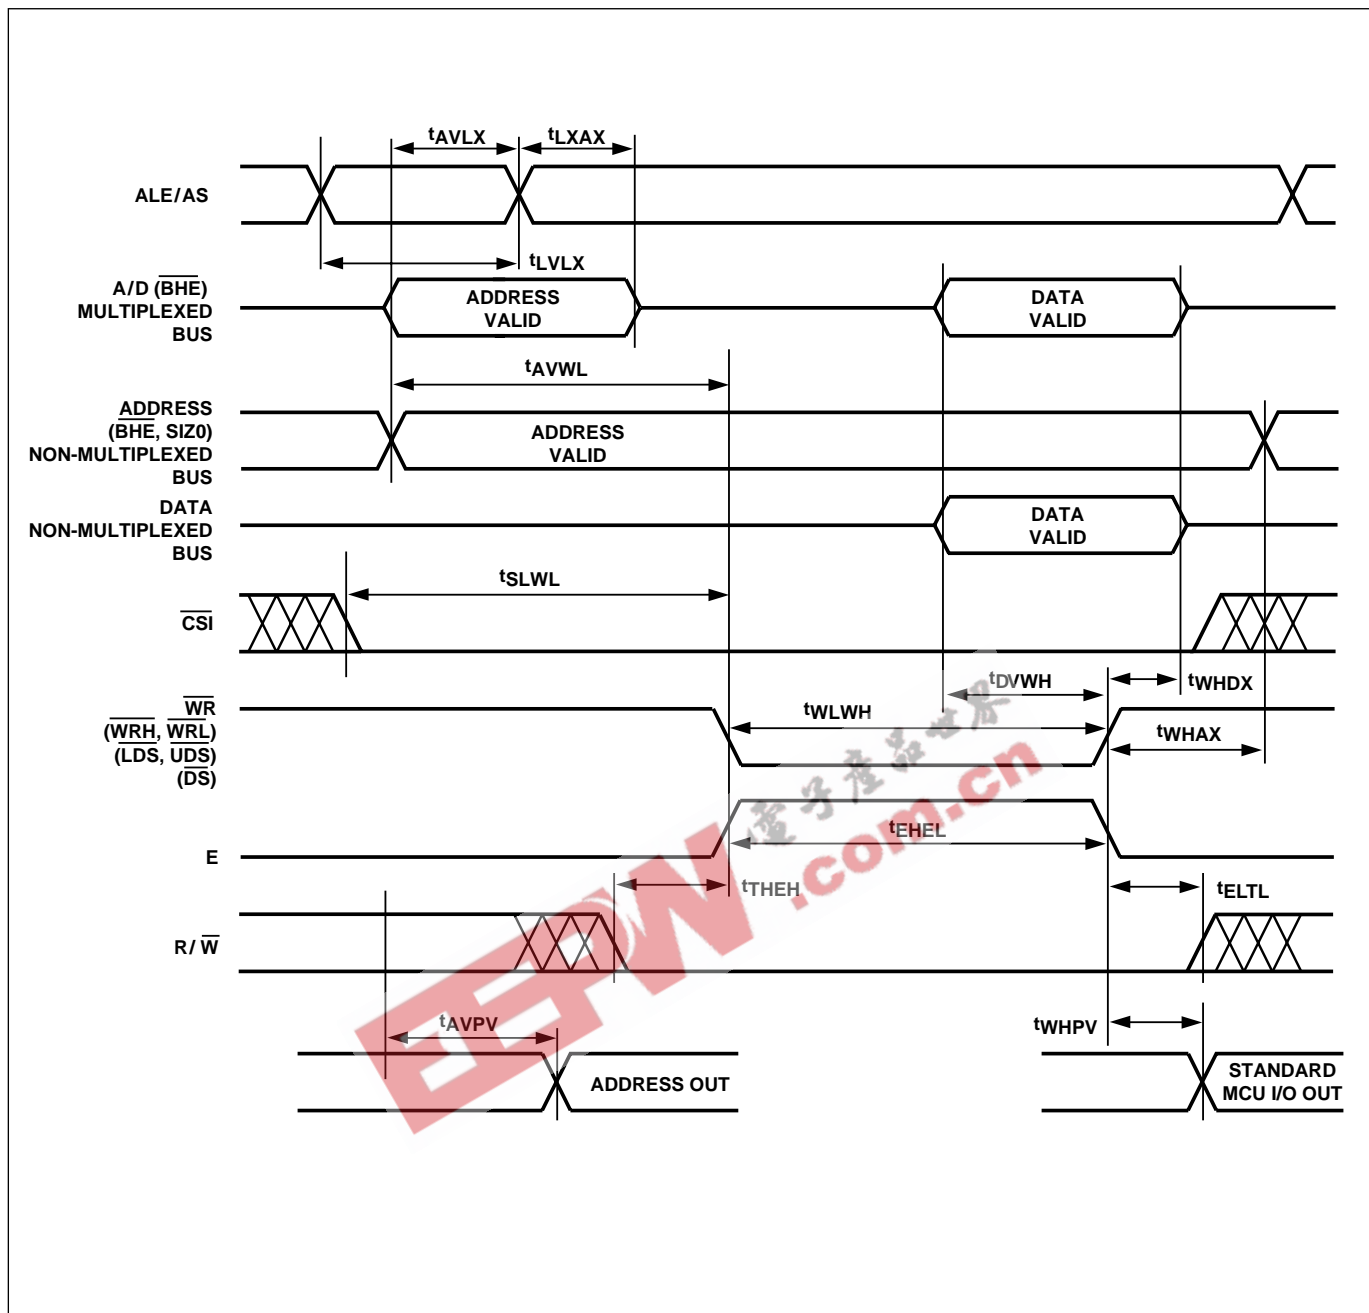 tAVLX
tLXAX
ALE/AS
tLVLX
A/D (BHE)
MULTIPLEXED
BUS
ADDRESS
VALID
DATA
VALID
tAVWL
ADDRESS
(BHE, SIZ0)
NON-MULTIPLEXED
BUS
ADDRESS
VALID
DATA
NON-MULTIPLEXED
BUS
DATA
VALID
tSLWL
CSI
tDVWH
tWHDX
WR
(WRH, WRL)
(LDS, UDS)
(DS)
tWLWH
tWHAX
電子產品世界
.com.cn
E
tEHEL
tTHEH
tELTL
R/W
EEPW
tAVPV
tWHPV
ADDRESS OUT
STANDARD
MCU I/O OUT